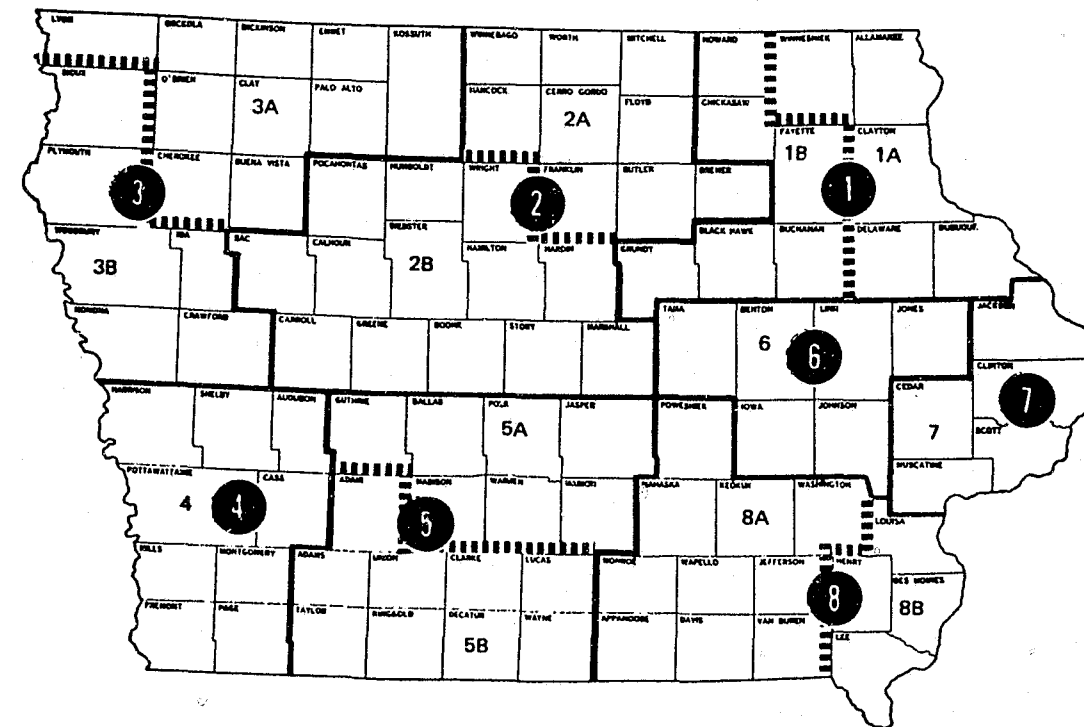 LYON OSCEOLA DICKINSON EMMET KOSSUTH WINNEBAGO WORTH MITCHELL HOWARD WINNESHIEK ALLAMAKEE
SIOUX O'BRIEN CLAY PALO ALTO HANCOCK CERRO GORDO FLOYD CHICKASAW
3A 2A
FAYETTE CLAYTON
1B 1A
PLYMOUTH CHEROKEE BUENA VISTA POCAHONTAS HUMBOLDT WRIGHT FRANKLIN BUTLER BREMER
3 2 1
WOODBURY IDA SAC CALHOUN WEBSTER HAMILTON HARDIN GRUNDY BLACK HAWK BUCHANAN DELAWARE
3B 2B
MONONA CRAWFORD CARROLL GREENE BOONE STORY MARSHALL TAMA BENTON LINN JONES JACKSON
6 6
HARRISON SHELBY AUDUBON GUTHRIE DALLAS POLK JASPER POWESHIEK IOWA JOHNSON CEDAR CLINTON
5A 7 7
SCOTT
MUSCATINE
POTTAWATTAMIE CASS ADAIR MADISON WARREN MARION MAHASKA KEOKUK WASHINGTON
4 4 5 8A
LOUISA
MILLS MONTGOMERY ADAMS UNION CLARKE LUCAS MONROE WAPELLO JEFFERSON HENRY DES MOINES
8 8B
FREMONT PAGE TAYLOR RINGGOLD DECATUR WAYNE APPANOOSE DAVIS VAN BUREN LEE
5B